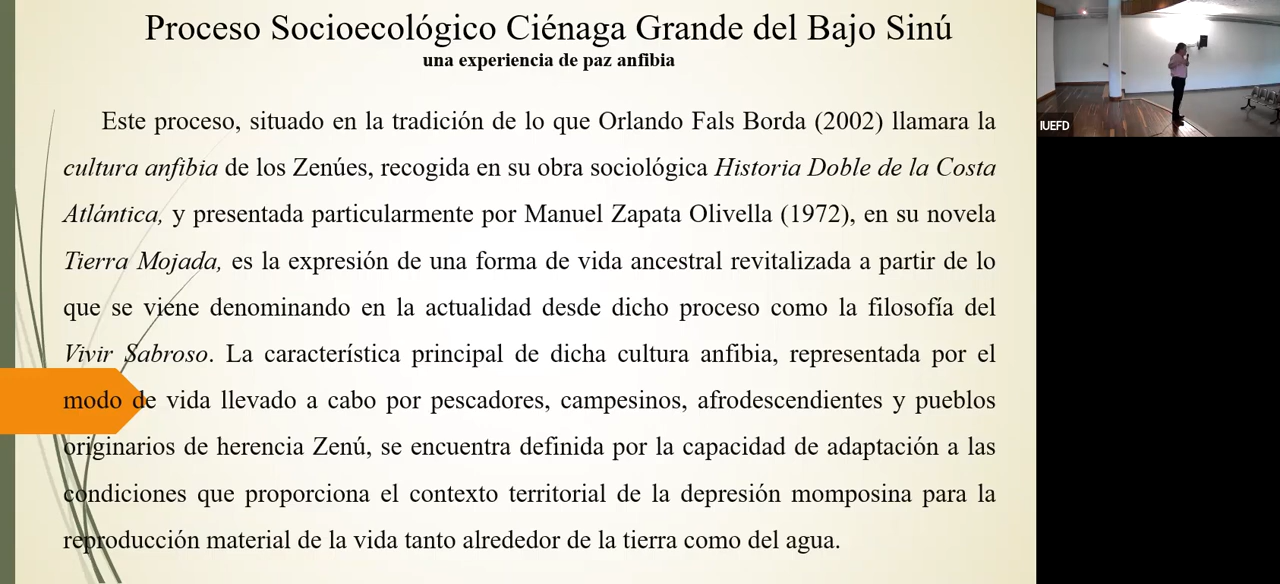 Proceso Socioecológico Ciénaga Grande del Bajo Sinú
una experiencia de paz anfibia
Este proceso, situado en la tradición de lo que Orlando Fals Borda (2002) llamara la
cultura anfibia de los Zenúes, recogida en su obra sociológica Historia Doble de la Costa
Atlántica, y presentada particularmente por Manuel Zapata Olivella (1972), en su novela
Tierra Mojada, es la expresión de una forma de vida ancestral revitalizada a partir de lo
que se viene denominando en la actualidad desde dicho proceso como la filosofía del
Vivir Sabroso. La característica principal de dicha cultura anfibia, representada por el
modo de vida llevado a cabo por pescadores, campesinos, afrodescendientes y pueblos
originarios de herencia Zenú, se encuentra definida por la capacidad de adaptación a las
condiciones que proporciona el contexto territorial de la depresión momposina para la
reproducción material de la vida tanto alrededor de la tierra como del agua.
IUEFD